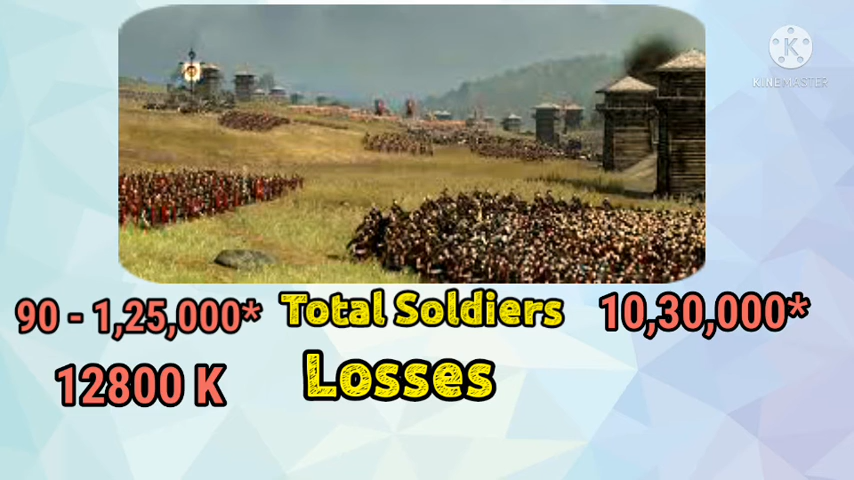 KINEMASTER
90 - 1,25,000* Total Soldiers 10,30,000*
12800 K Losses